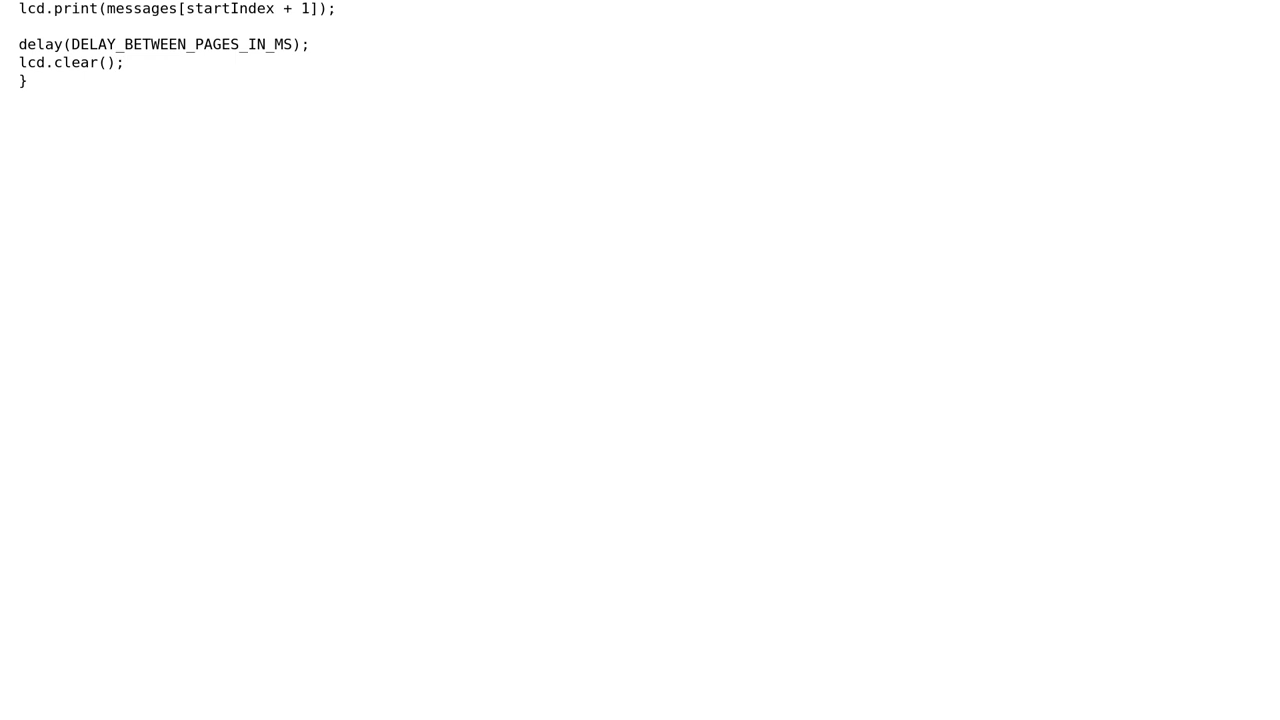 lcd.print(messages[startIndex + 1]);

delay(DELAY_BETWEEN_PAGES_IN_MS);
lcd.clear();
}